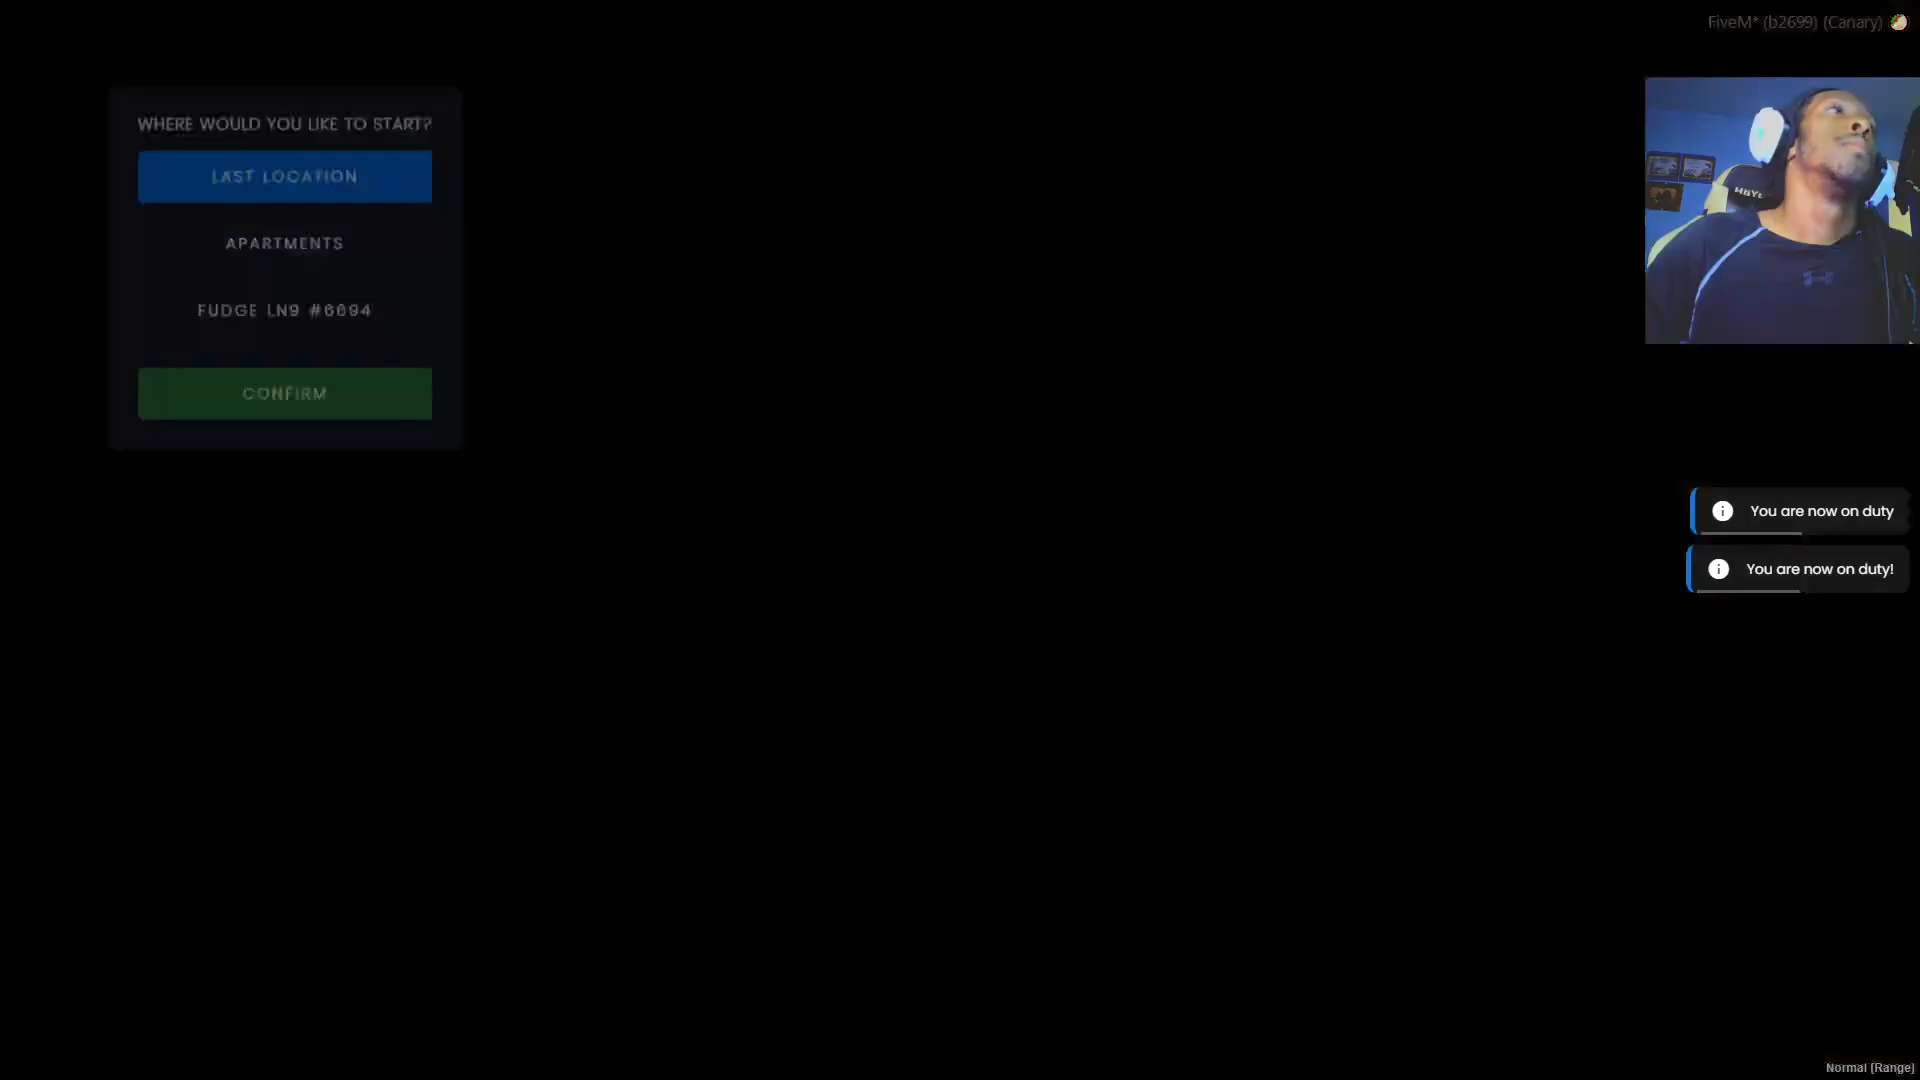 FiveM* (b2699) (Canary)
WHERE WOULD YOU LIKE TO START?
LAST LOCATION
APARTMENTS
FUDGE LN9 #6694
CONFIRM
You are now on duty
You are now on duty!
Normal [Range]